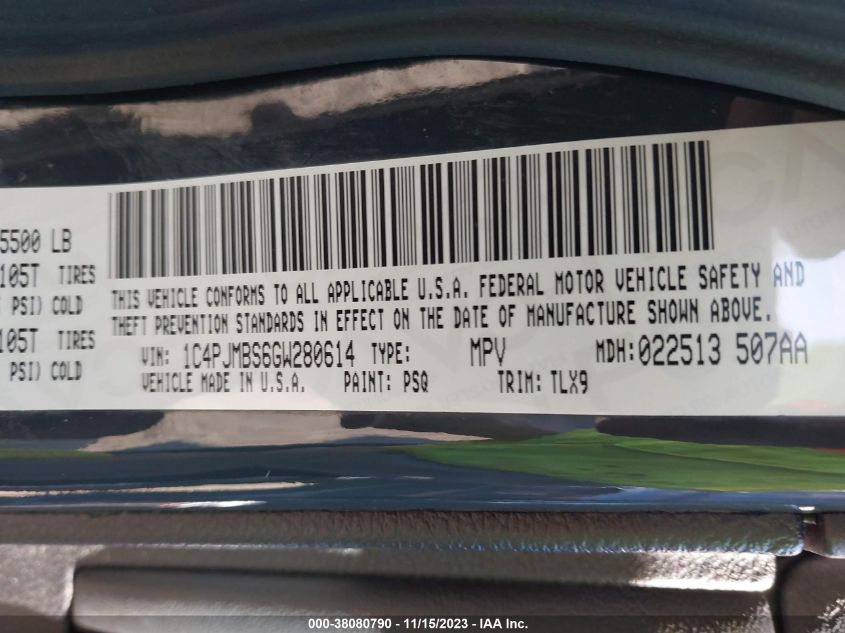 5500 LB
105T TIRES
PSI) COLD
105T TIRES
PSI) COLD
THIS VEHICLE CONFORMS TO ALL APPLICABLE U.S.A. FEDERAL MOTOR VEHICLE SAFETY AND
THEFT PREVENTION STANDARDS IN EFFECT ON THE DATE OF MANUFACTURE SHOWN ABOVE.
VIN: 1C4PJMBS6GW280614 TYPE: MPV MDH: 022513 507AA
VEHICLE MADE IN U.S.A. PAINT: PSQ TRIM: TLX9
000-38080790 - 11/15/2023 - IAA Inc.